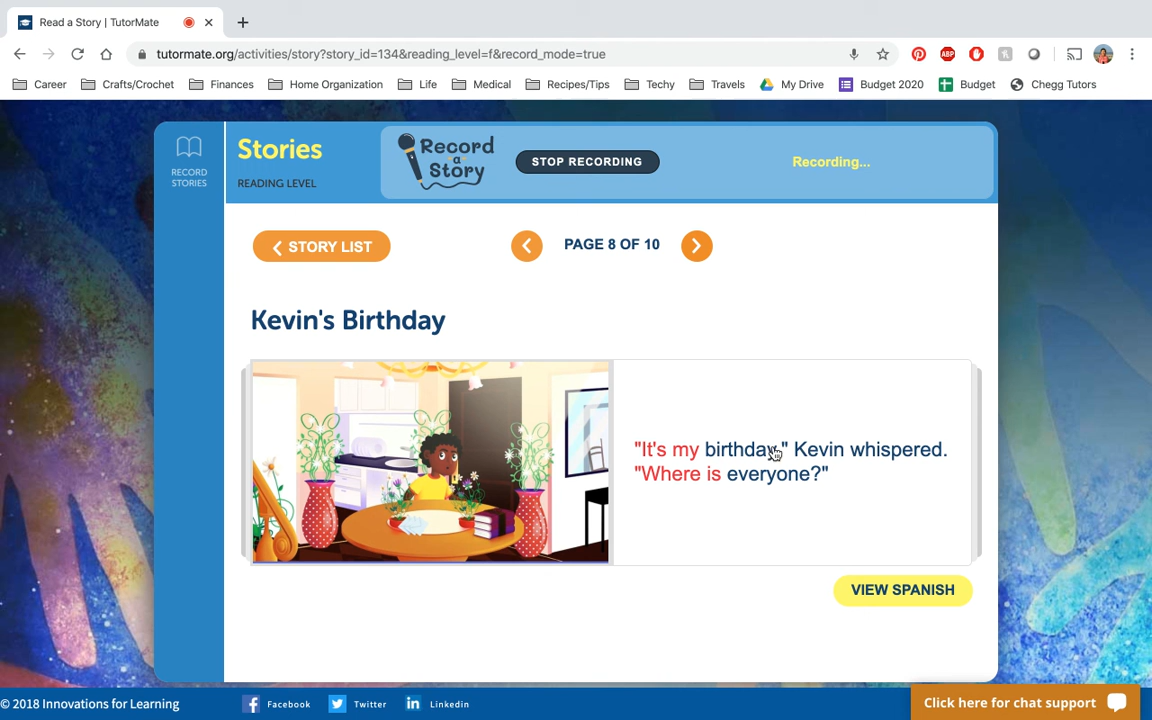 Read a Story | TutorMate
tutormate.org/activities/story?story_id=134&reading_level=f&record_mode=true
ABP
Career Crafts/Crochet Finances Home Organization Life Medical Recipes/Tips Techy Travels My Drive Budget 2020 Budget Chegg Tutors
RECORD
STORIES
Stories
READING LEVEL
Record
a
Story
STOP RECORDING
Recording...
STORY LIST
PAGE 8 OF 10
Kevin's Birthday
"It's my birthday," Kevin whispered.
"Where is everyone?"
VIEW SPANISH
© 2018 Innovations for Learning
Facebook
Twitter
Linkedin
Click here for chat support